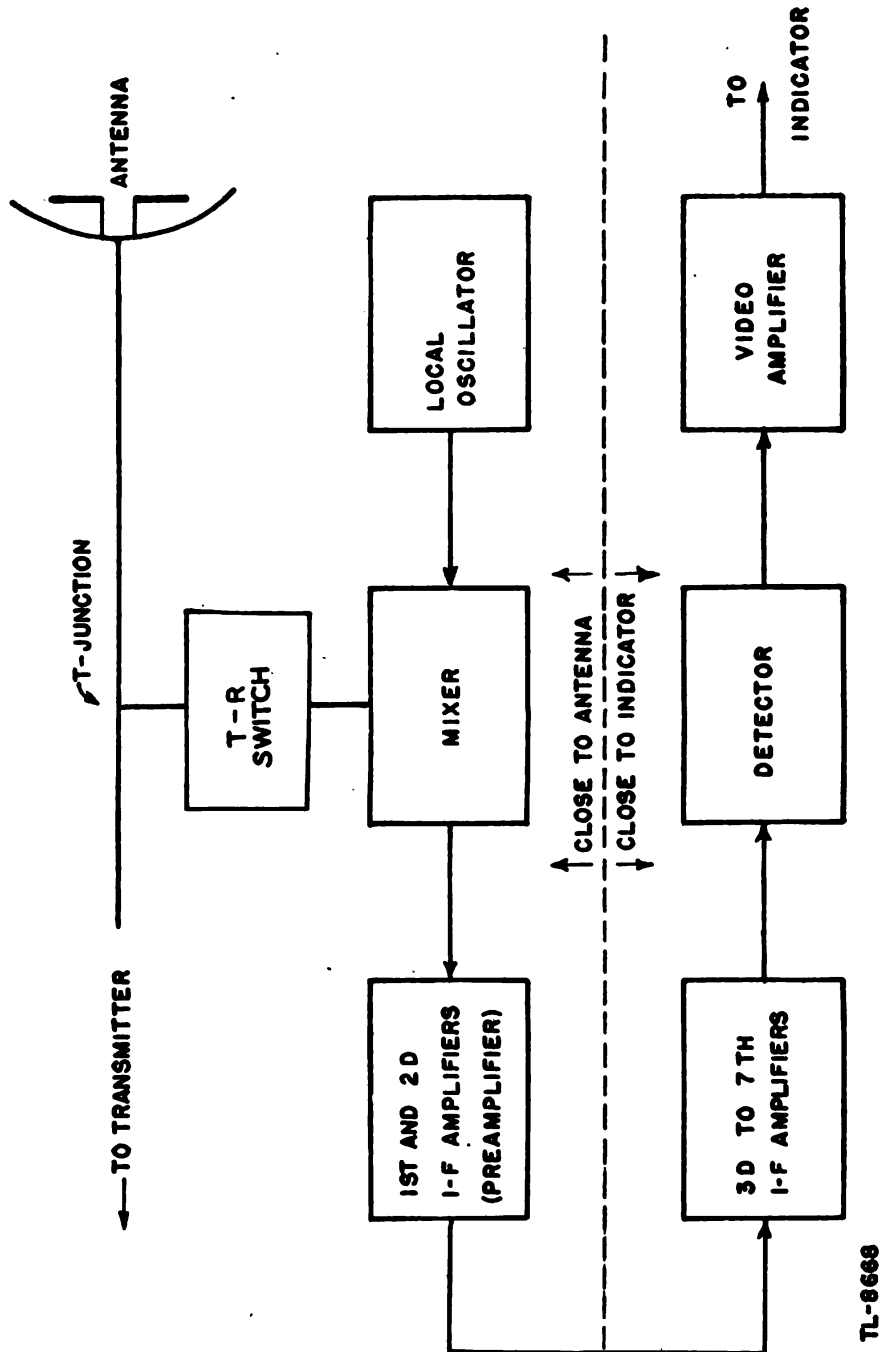 ANTENNA
T-JUNCTION
TO TRANSMITTER
T-R
SWITCH
LOCAL
OSCILLATOR
MIXER
1ST AND 2D
I-F AMPLIFIERS
(PREAMPLIFIER)
CLOSE TO ANTENNA
CLOSE TO INDICATOR
3D TO 7TH
I-F AMPLIFIERS
DETECTOR
VIDEO
AMPLIFIER
TO
INDICATOR
TL-8668